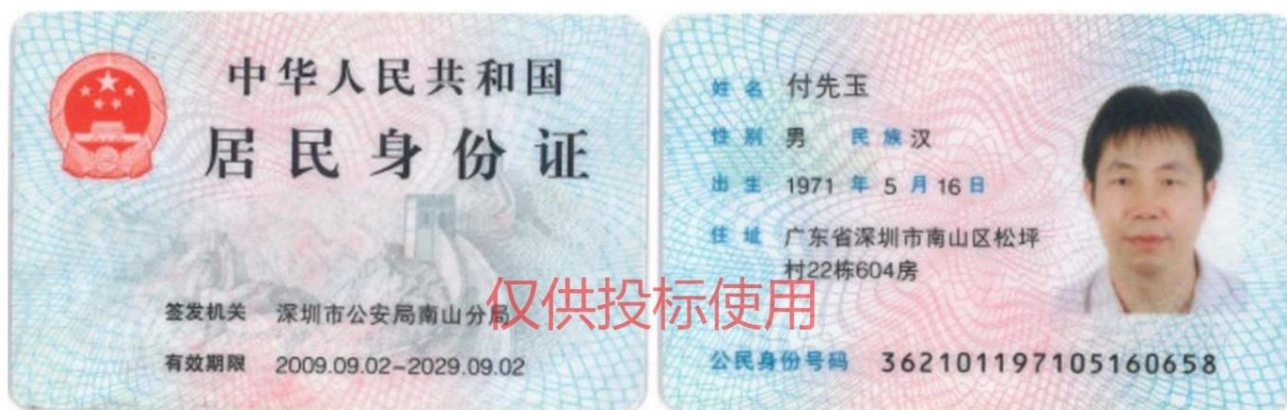 中华人民共和国
居民身份证
签发机关 深圳市公安局南山分局
有效期限 2009.09.02-2029.09.02
仅供投标使用
姓名 付先玉
性别 男 民族 汉
出生 1971 年 5 月 16 日
住址 广东省深圳市南山区松坪
村22栋604房
公民身份号码 362101197105160658